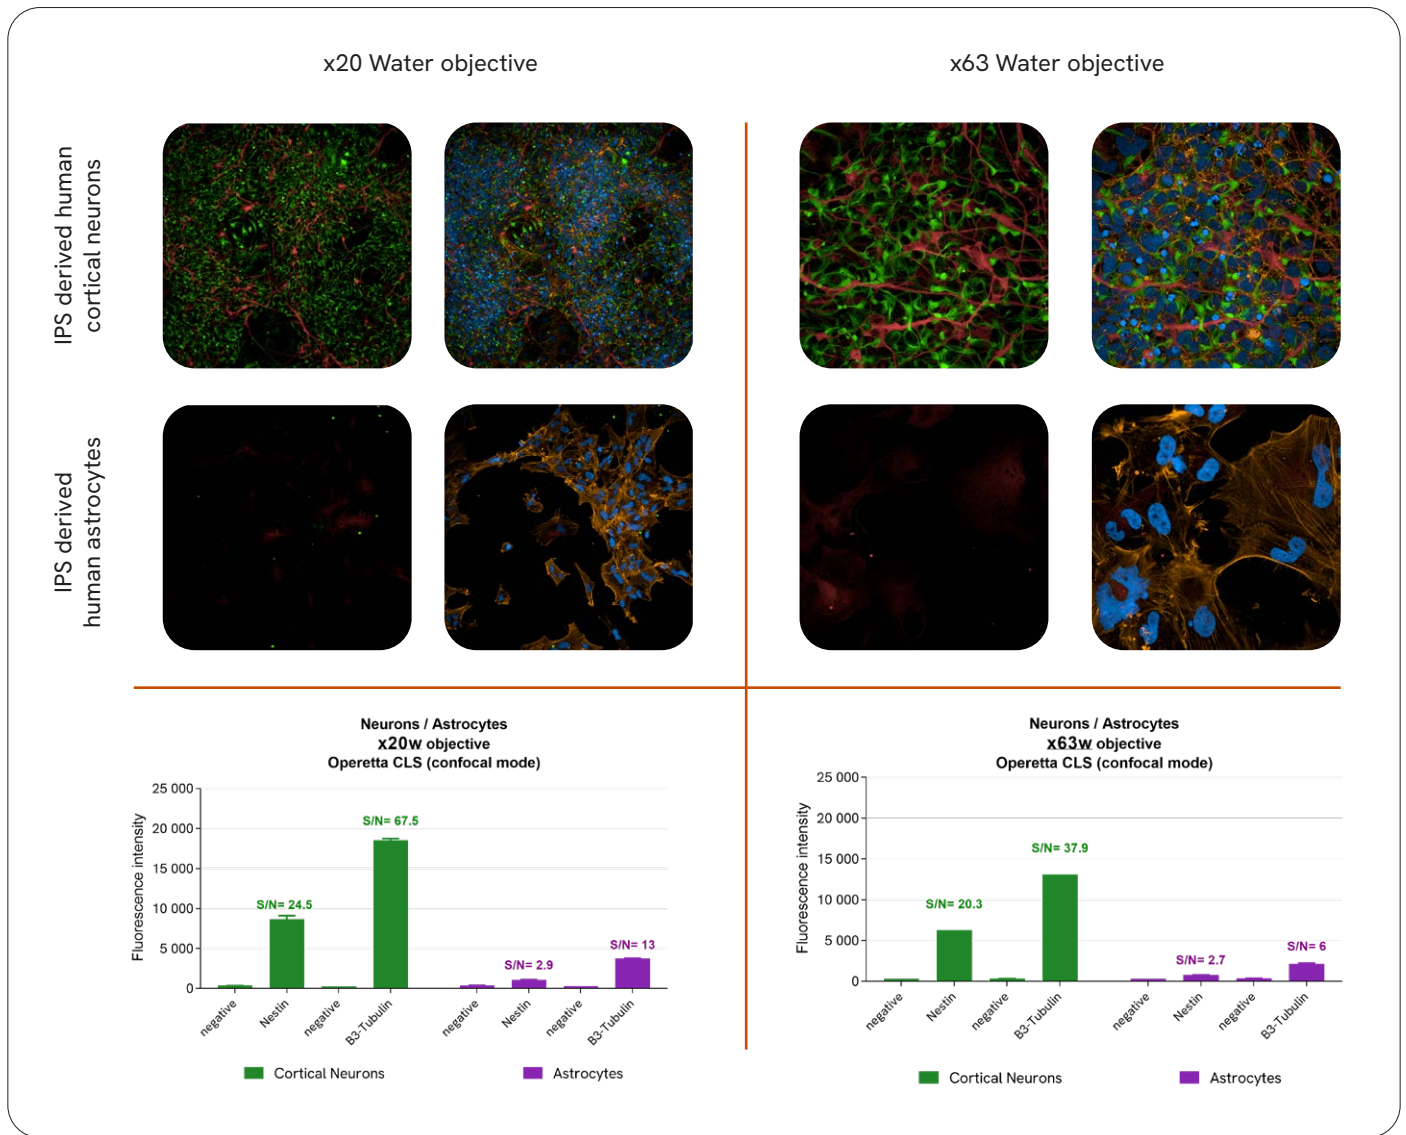 x20 Water objective
x63 Water objective
IPS derived human
cortical neurons
IPS derived
human astrocytes
Neurons / Astrocytes
x20w objective
Operetta CLS (confocal mode)
Fluorescence intensity
25 000
20 000
15 000
10 000
5 000
0
S/N= 24.5
S/N= 67.5
S/N= 2.9
S/N= 13
negative
Nestin
negative
B3-Tubulin
negative
Nestin
negative
B3-Tubulin
Cortical Neurons
Astrocytes
Neurons / Astrocytes
x63w objective
Operetta CLS (confocal mode)
Fluorescence intensity
25 000
20 000
15 000
10 000
5 000
0
S/N= 20.3
S/N= 37.9
S/N= 2.7
S/N= 6
negative
Nestin
negative
B3-Tubulin
negative
Nestin
negative
B3-Tubulin
Cortical Neurons
Astrocytes